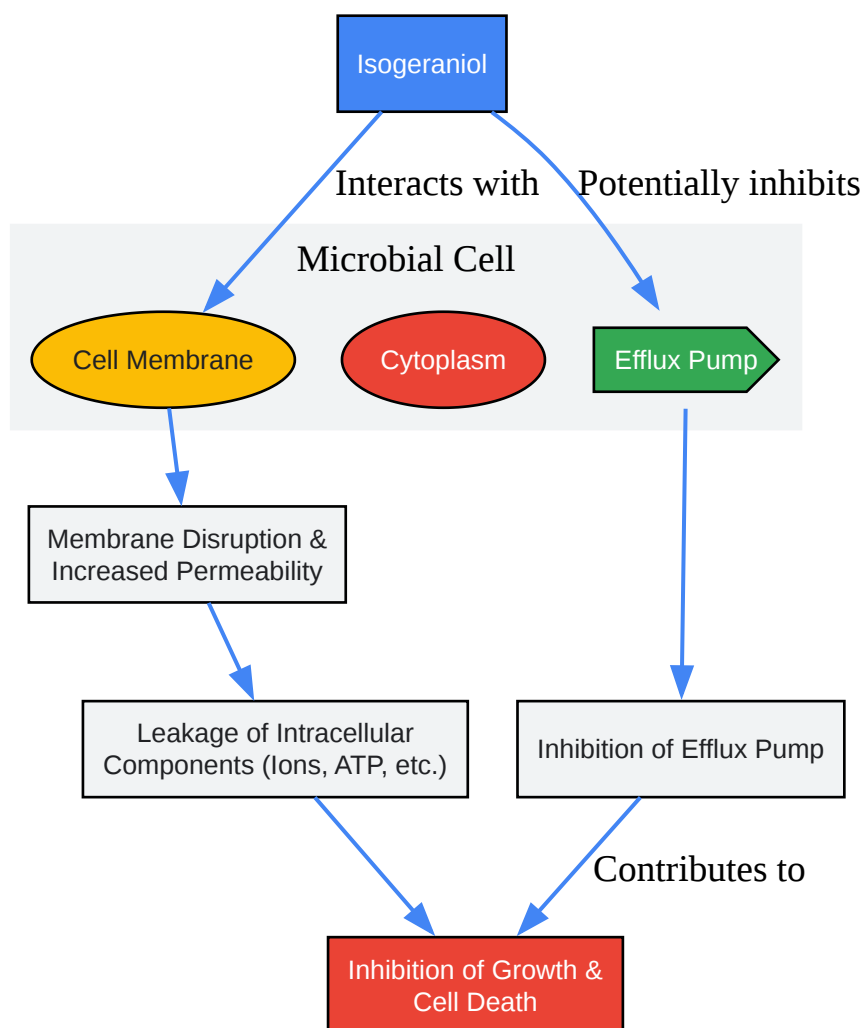 Isogeraniol
Interacts with
Potentially inhibits
Microbial Cell
Cell Membrane
Cytoplasm
Efflux Pump
Membrane Disruption &
Increased Permeability
Leakage of Intracellular
Components (Ions, ATP, etc.)
Inhibition of Efflux Pump
Contributes to
Inhibition of Growth &
Cell Death